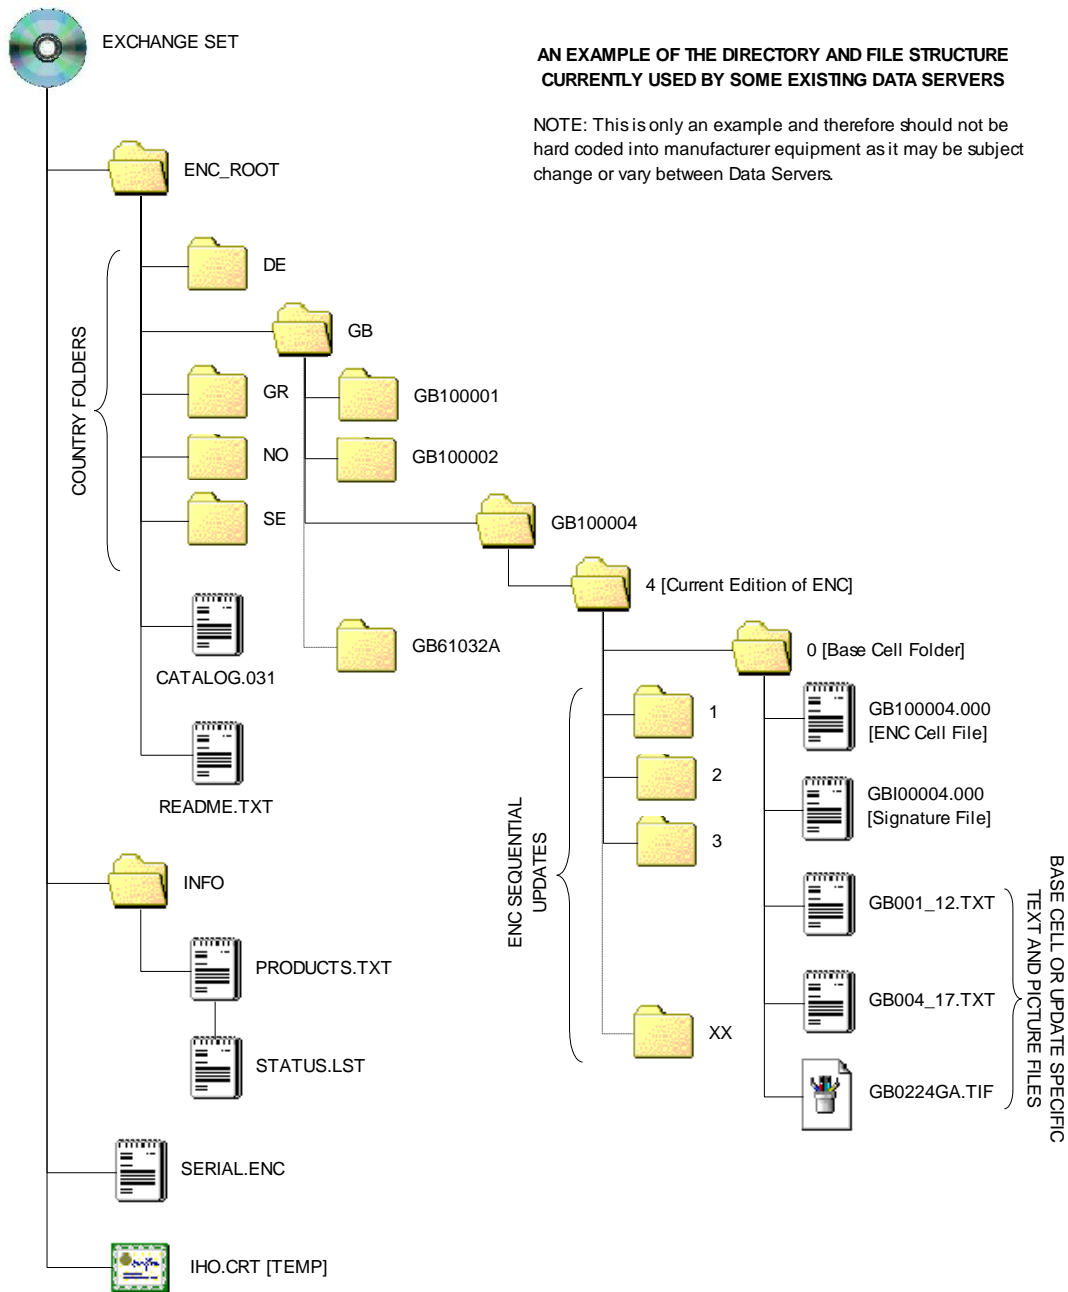 EXCHANGE SET
AN EXAMPLE OF THE DIRECTORY AND FILE STRUCTURE
CURRENTLY USED BY SOME EXISTING DATA SERVERS
NOTE: This is only an example and therefore should not be
hard coded into manufacturer equipment as it may be subject
change or vary between Data Servers.
ENC_ROOT
COUNTRY FOLDERS
DE
GB
GR
GB100001
NO
GB100002
SE
GB100004
4 [Current Edition of ENC]
GB61032A
0 [Base Cell Folder]
CATALOG.031
README.TXT
ENC SEQUENTIAL
UPDATES
1
2
3
XX
GB100004.000
[ENC Cell File]
GBI00004.000
[Signature File]
GB001_12.TXT
GB004_17.TXT
GB0224GA.TIF
BASE CELL OR UPDATE SPECIFIC
TEXT AND PICTURE FILES
INFO
PRODUCTS.TXT
STATUS.LST
SERIAL.ENC
IHO.CRT [TEMP]